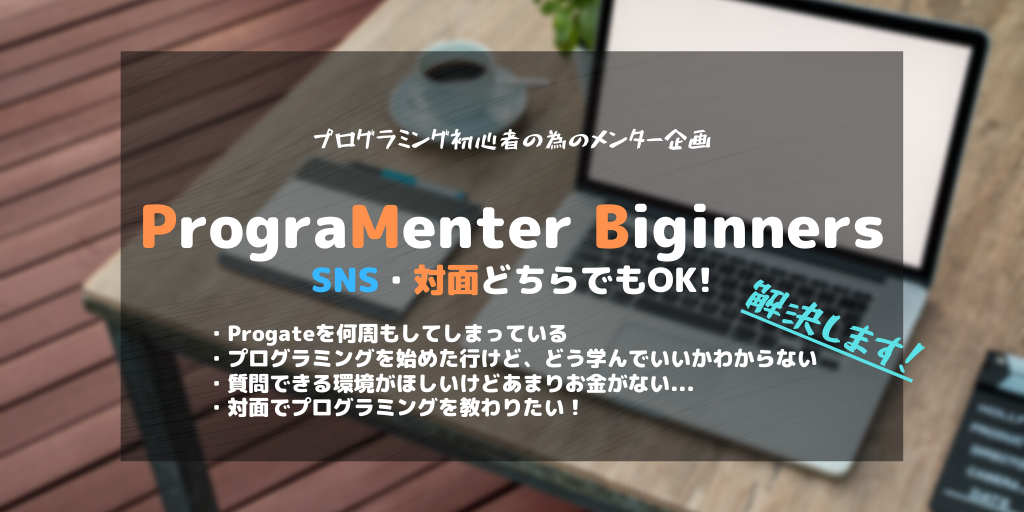 プログラミング初心者の為のメンター企画
PrograMenter Biginners
SNS・対面どちらでもOK!
解決します!
・Progateを何周もしてしまっている
・プログラミングを始めた行けど、どう学んでいいかわからない
・質問できる環境がほしいけどあまりお金がない...
・対面でプログラミングを教わりたい！